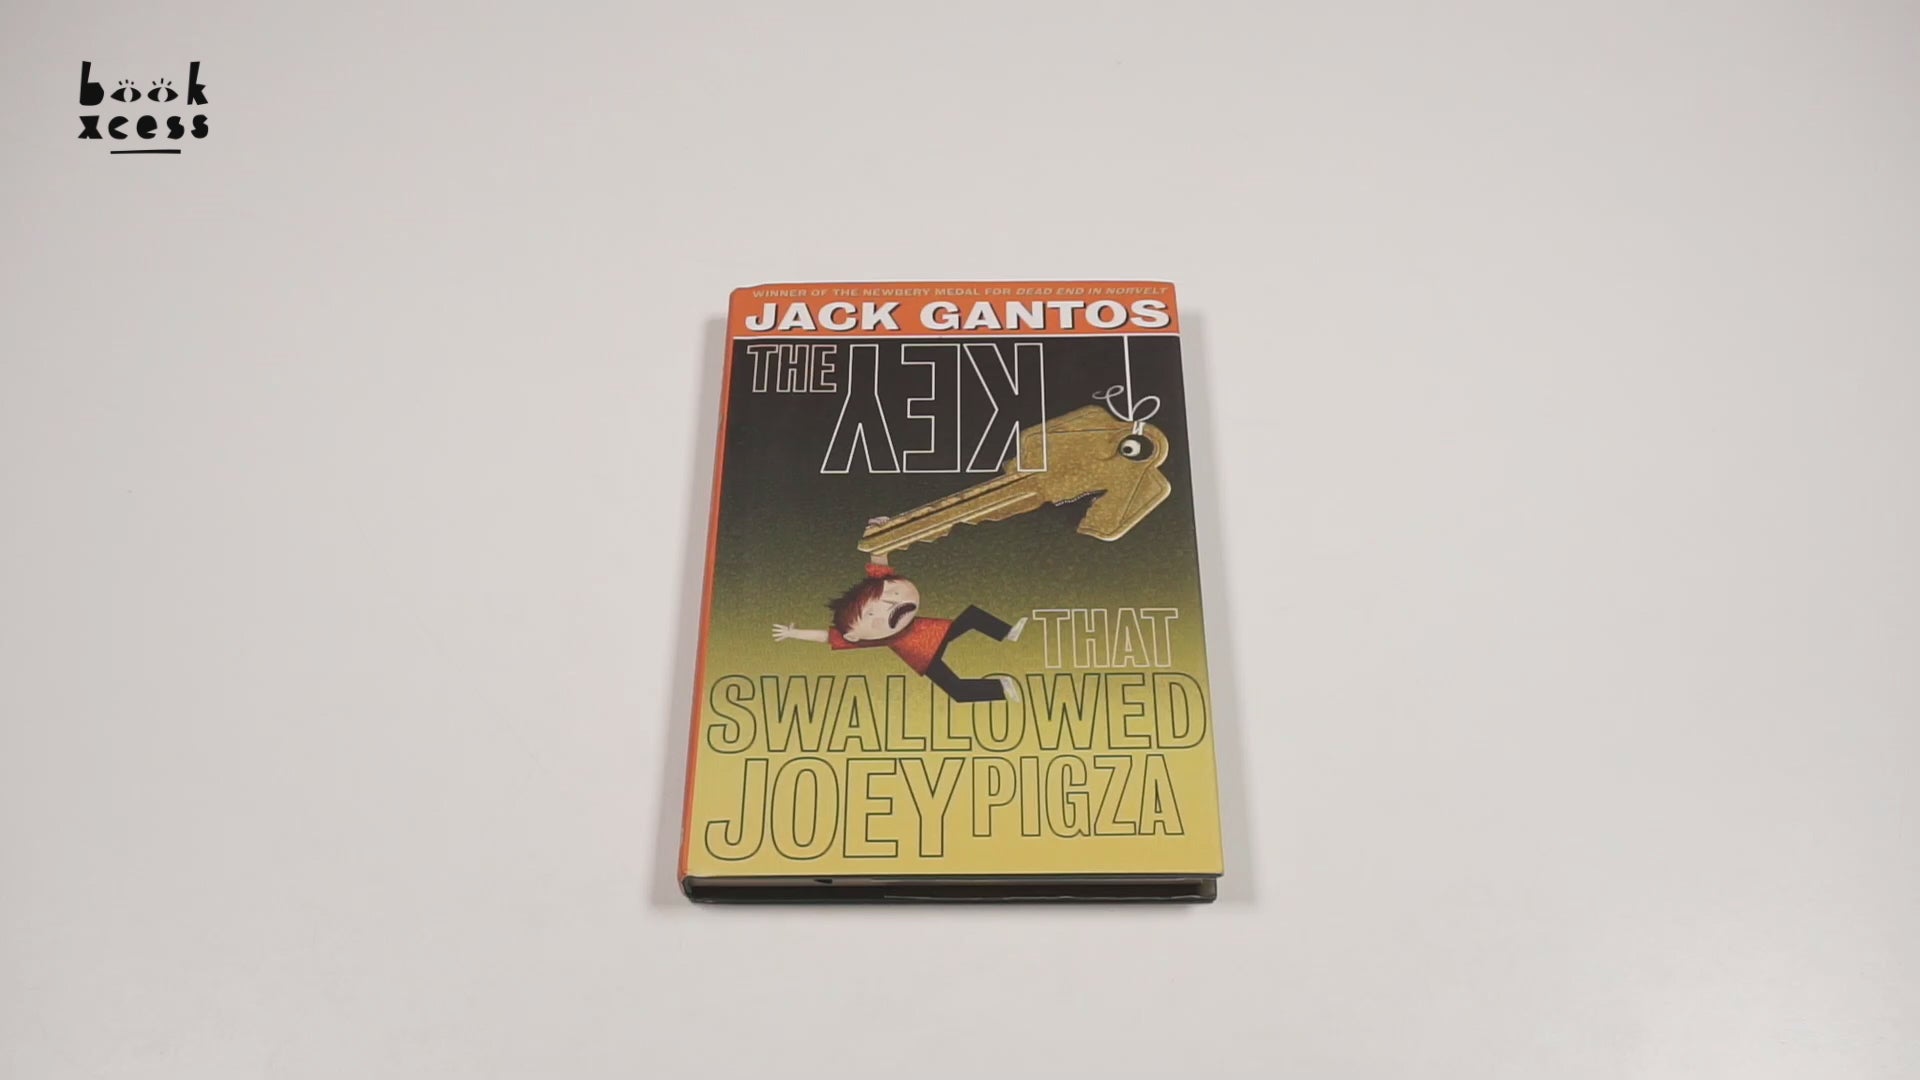 book
xcess
WINNER OF THE NEWBERY MEDAL FOR DEAD END IN NORVELT
JACK GANTOS
THE KEY
THAT
SWALLOWED
JOEY PIGZA